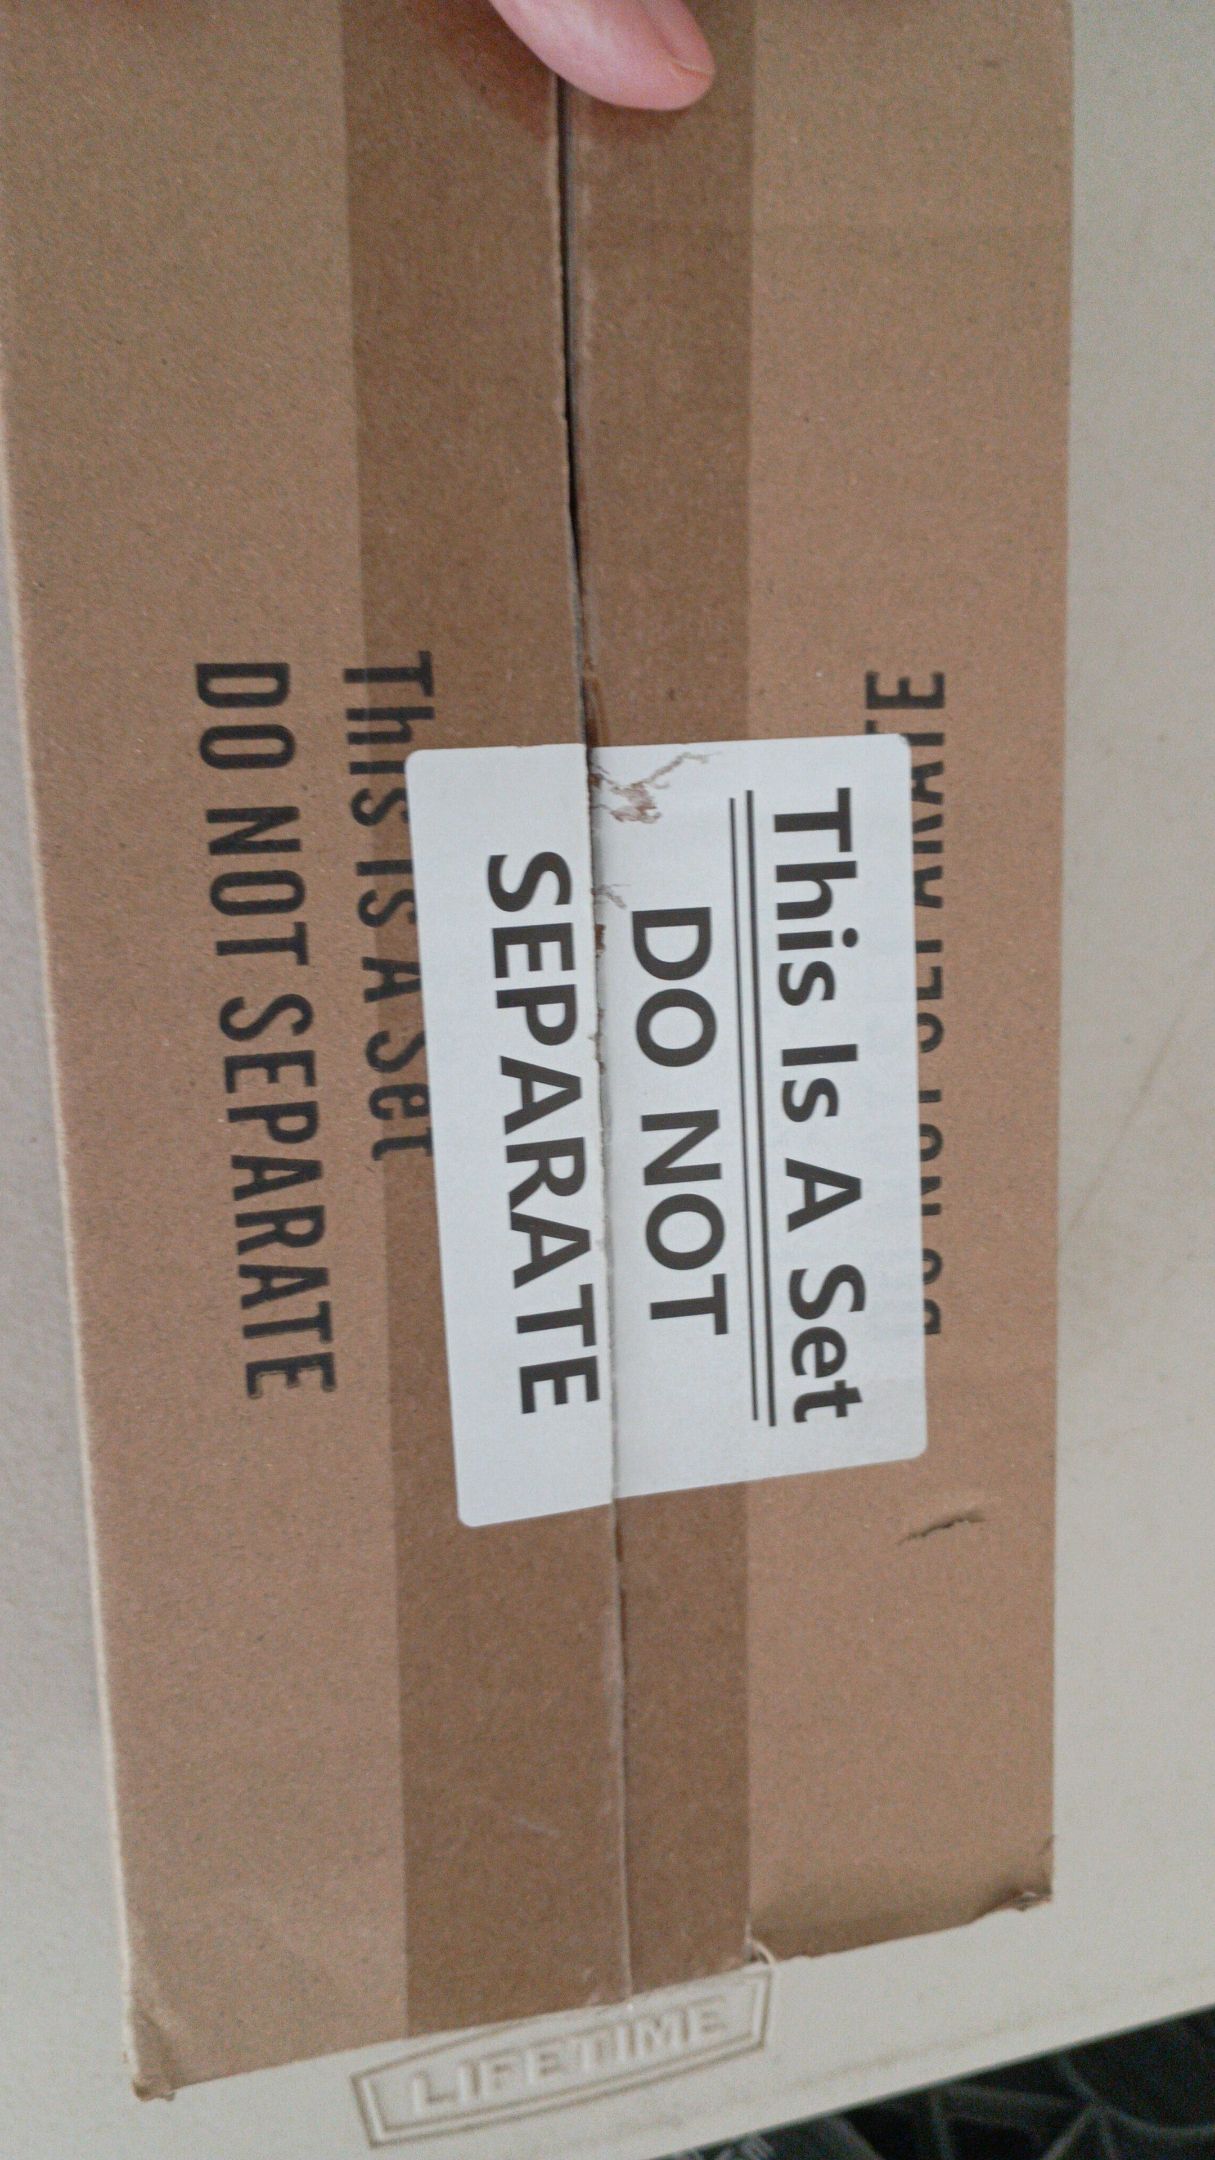 This Is A Set
DO NOT
SEPARATE
This Is A Set
DO NOT SEPARATE
LIFETIME